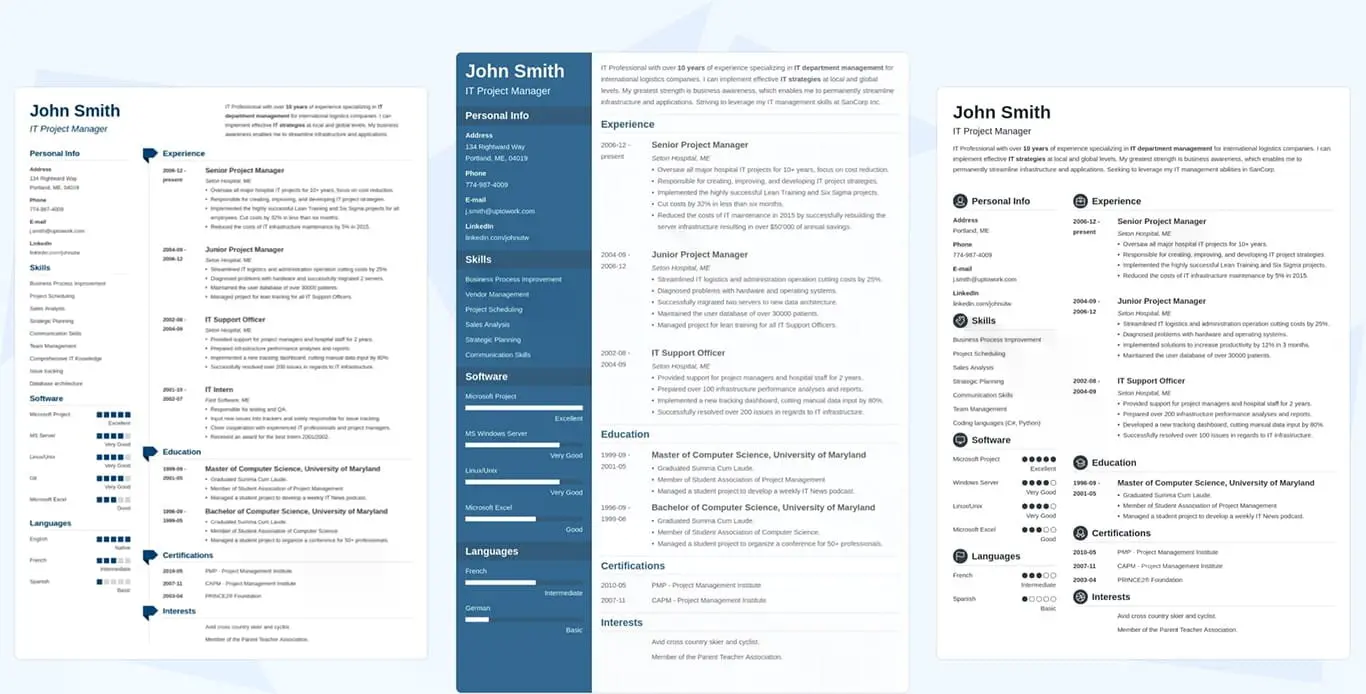 John Smith
IT Project Manager
IT Professional with over 10 years of experience specializing in IT
department management for international logistics companies. I can
implement effective IT strategies at local and global levels. My business
awareness enables me to streamline infrastructure and applications.
Personal Info
Address
134 Rightward Way
Portland, ME, 04019
Phone
774-987-4009
E-mail
j.smith@uptowork.com
LinkedIn
linkedin.com/johnutw
Skills
Business Process Improvement
Project Scheduling
Sales Analysis
Strategic Planning
Communication Skills
Team Management
Comprehensive IT Knowledge
Issue tracking
Database architecture
Software
Microsoft Project
Excellent
MS Server
Very Good
Linux/Unix
Very Good
Git
Very Good
Microsoft Excel
Good
Languages
English
Native
French
Intermediate
Spanish
Basic
Experience
2006-12 -
present
Senior Project Manager
Seton Hospital, ME
• Oversaw all major hospital IT projects for 10+ years, focus on cost reduction.
• Responsible for creating, improving, and developing IT project strategies.
• Implemented the highly successful Lean Training and Six Sigma projects for all
employees. Cut costs by 32% in less than six months.
• Reduced the costs of IT infrastructure maintenance by 5% in 2015.
2004-09 -
2006-12
Junior Project Manager
Seton Hospital, ME
• Streamlined IT logistics and administration operation cutting costs by 25%
• Diagnosed problems with hardware and successfully migrated 2 servers.
• Maintained the user database of over 30000 patients.
• Managed project for lean training for all IT Support Officers.
2002-08 -
2004-09
IT Support Officer
Seton Hospital, ME
• Provided support for project managers and hospital staff for 2 years.
• Prepared infrastructure performance analyses and reports.
• Implemented a new tracking dashboard, cutting manual data input by 80%
• Successfully resolved over 200 issues in regards to IT infrastructure.
2001-10 -
2002-07
IT Intern
Fast Software, ME
• Responsible for testing and QA.
• Input new issues into trackers and solely responsible for issue tracking.
• Close cooperation with experienced IT professionals and project managers.
• Received an award for the best Intern 2001/2002.
Education
1999-09 -
2001-05
Master of Computer Science, University of Maryland
• Graduated Summa Cum Laude.
• Member of Student Association of Project Management
• Managed a student project to develop a weekly IT News podcast.
1996-09 -
1999-05
Bachelor of Computer Science, University of Maryland
• Graduated Summa Cum Laude
• Member of Student Association of Computer Science
• Managed a student project to organize a conference for 50+ professionals.
Certifications
2010-05 PMP - Project Management Institute
2007-11 CAPM - Project Management Institute
2003-04 PRINCE2® Foundation
Interests
Avid cross country skier and cyclist.
Member of the Parent Teacher Association.
John Smith
IT Project Manager
Personal Info
Address
134 Rightward Way
Portland, ME, 04019
Phone
774-987-4009
E-mail
j.smith@uptowork.com
LinkedIn
linkedin.com/johnutw
Skills
Business Process Improvement
Vendor Management
Project Scheduling
Sales Analysis
Strategic Planning
Communication Skills
Software
Microsoft Project
Excellent
MS Windows Server
Very Good
Linux/Unix
Very Good
Microsoft Excel
Good
Languages
French
Intermediate
German
Basic
IT Professional with over 10 years of experience specializing in IT department management for
international logistics companies. I can implement effective IT strategies at local and global
levels. My greatest strength is business awareness, which enables me to permanently streamline
infrastructure and applications. Striving to leverage my IT management skills at SanCorp Inc.
Experience
2006-12 -
present
Senior Project Manager
Seton Hospital, ME
• Oversaw all major hospital IT projects for 10+ years, focus on cost reduction.
• Responsible for creating, improving, and developing IT project strategies.
• Implemented the highly successful Lean Training and Six Sigma projects.
• Cut costs by 32% in less than six months.
• Reduced the costs of IT maintenance in 2015 by successfully rebuilding the
server infrastructure resulting in over $50'000 of annual savings.
2004-09 -
2006-12
Junior Project Manager
Seton Hospital, ME
• Streamlined IT logistics and administration operation cutting costs by 25%.
• Diagnosed problems with hardware and operating systems.
• Successfully migrated two servers to new data architecture.
• Maintained the user database of over 30000 patients.
• Managed project for lean training for all IT Support Officers.
2002-08 -
2004-09
IT Support Officer
Seton Hospital, ME
• Provided support for project managers and hospital staff for 2 years.
• Prepared over 100 infrastructure performance analyses and reports.
• Implemented a new tracking dashboard, cutting manual data input by 80%.
• Successfully resolved over 200 issues in regards to IT infrastructure.
Education
1999-09 -
2001-05
Master of Computer Science, University of Maryland
• Graduated Summa Cum Laude.
• Member of Student Association of Project Management
• Managed a student project to develop a weekly IT News podcast.
1996-09 -
1999-06
Bachelor of Computer Science, University of Maryland
• Graduated Summa Cum Laude.
• Member of Student Association of Computer Science.
• Managed a student project to organize a conference for 50+ professionals.
Certifications
2010-05 PMP - Project Management Institute
2007-11 CAPM - Project Management Institute
Interests
Avid cross country skier and cyclist.
Member of the Parent Teacher Association.
John Smith
IT Project Manager
IT Professional with over 10 years of experience specializing in IT department management for international logistics companies. I can
implement effective IT strategies at local and global levels. My greatest strength is business awareness, which enables me to
permanently streamline infrastructure and applications. Seeking to leverage my IT management abilities in SanCorp
Personal Info
Address
Portland, ME,
Phone
774-987-4009
E-mail
j.smith@uptowork.com
LinkedIn
linkedin.com/johnutw
Skills
Business Process Improvement
Project Scheduling
Sales Analysis
Strategic Planning
Communication Skills
Team Management
Coding languages (C#, Python)
Software
Microsoft Project
Excellent
Windows Server
Very Good
Linux/Unix
Very Good
Microsoft Excel
Good
Languages
French
Intermediate
Spanish
Basic
Experience
2006-12 -
present
Senior Project Manager
Seton Hospital, ME
• Oversaw all major hospital IT projects for 10+ years.
• Responsible for creating, improving, and developing IT project strategies
• Implemented the highly successful Lean Training and Six Sigma projects.
• Reduced the costs of IT infrastructure maintenance by 5% in 2015.
2004-09 -
2006-12
Junior Project Manager
Seton Hospital, ME
• Streamlined IT logistics and administration operation cutting costs by 25%.
• Diagnosed problems with hardware and operating systems.
• Implemented solutions to increase productivity by 12% in 3 months.
• Maintained the user database of over 30000 patients.
2002-08 -
2004-09
IT Support Officer
Seton Hospital, ME
• Provided support for project managers and hospital staff for 2 years.
• Prepared over 200 infrastructure performance analyses and reports.
• Developed a new tracking dashboard, cutting manual data input by 80%
• Successfully resolved over 100 issues in regards to IT infrastructure.
Education
1996-09 -
2001-05
Master of Computer Science, University of Maryland
• Graduated Summa Cum Laude.
• Member of Student Association of Project Management
• Managed a student project to develop a weekly IT News podcast.
Certifications
2010-05 PMP - Project Management Institute
2007-11 CAPM - Project Management Institute
2003-04 PRINCE2® Foundation
Interests
Avid cross country skier and cyclist.
Member of the Parent Teacher Association.